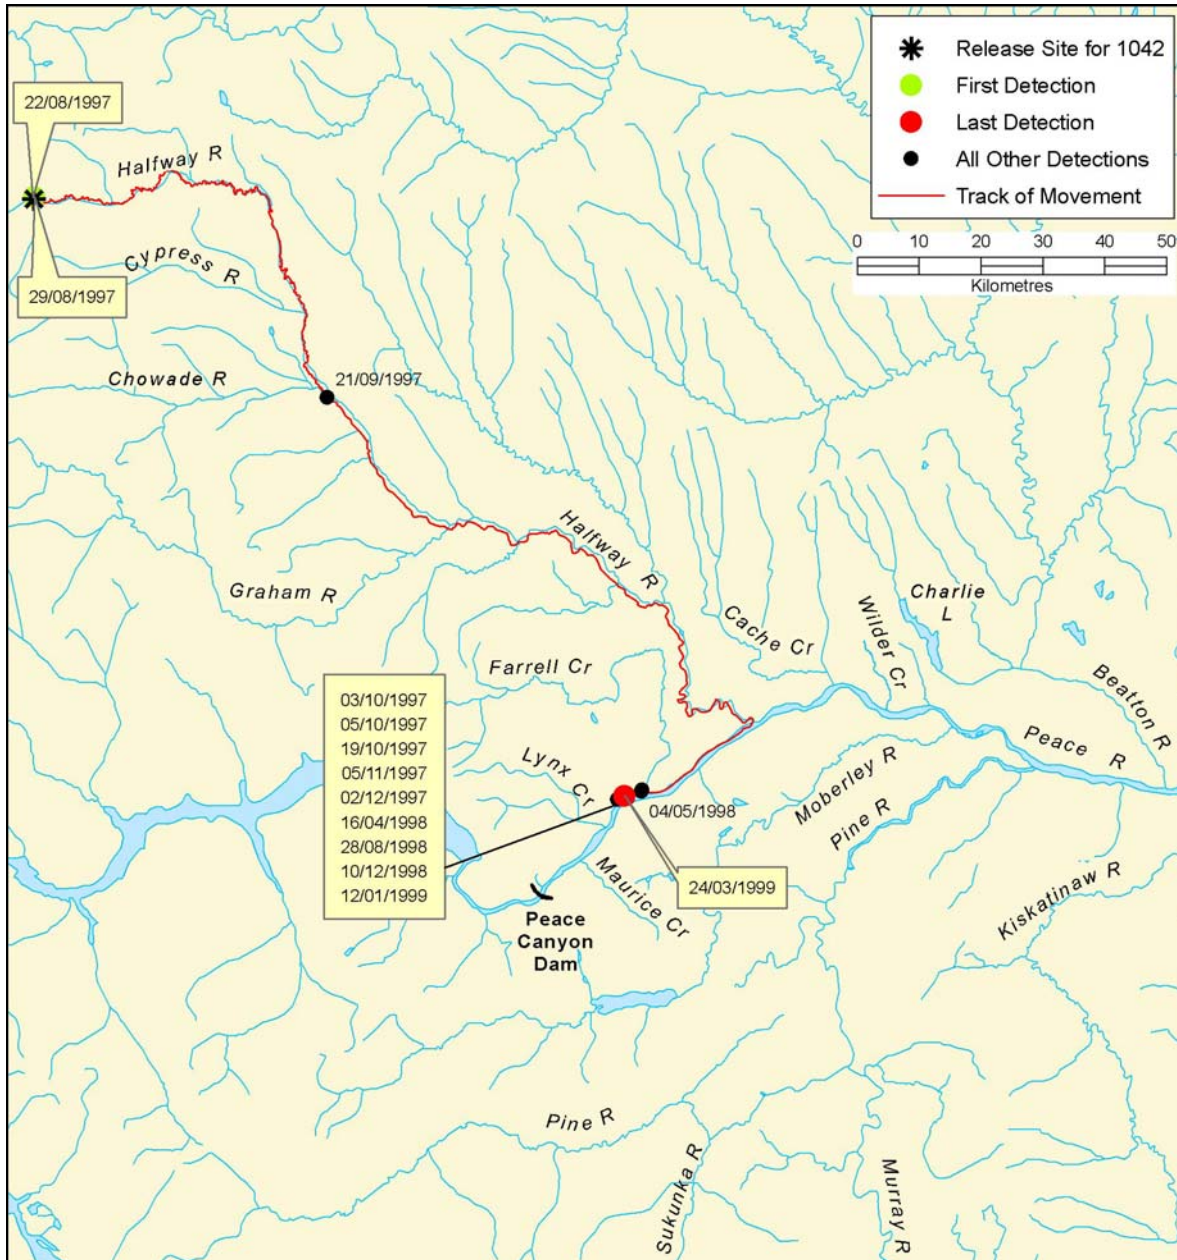 Release Site for 1042
First Detection
Last Detection
All Other Detections
Track of Movement
0 10 20 30 40 50
Kilometres
22/08/1997
Halfway R
29/08/1997
Cypress R
Chowade R
21/09/1997
Halfway R
Graham R
Cache Cr
Wilder Cr
Charlie
L
Farrell Cr
Beatton R
Peace R
03/10/1997
05/10/1997
19/10/1997
05/11/1997
02/12/1997
16/04/1998
28/08/1998
10/12/1998
12/01/1999
Lynx Cr
04/05/1998
Moberley R
Pine R
24/03/1999
Maurice Cr
Kiskatinaw R
Peace
Canyon
Dam
Pine R
Sukunka R
Murray R